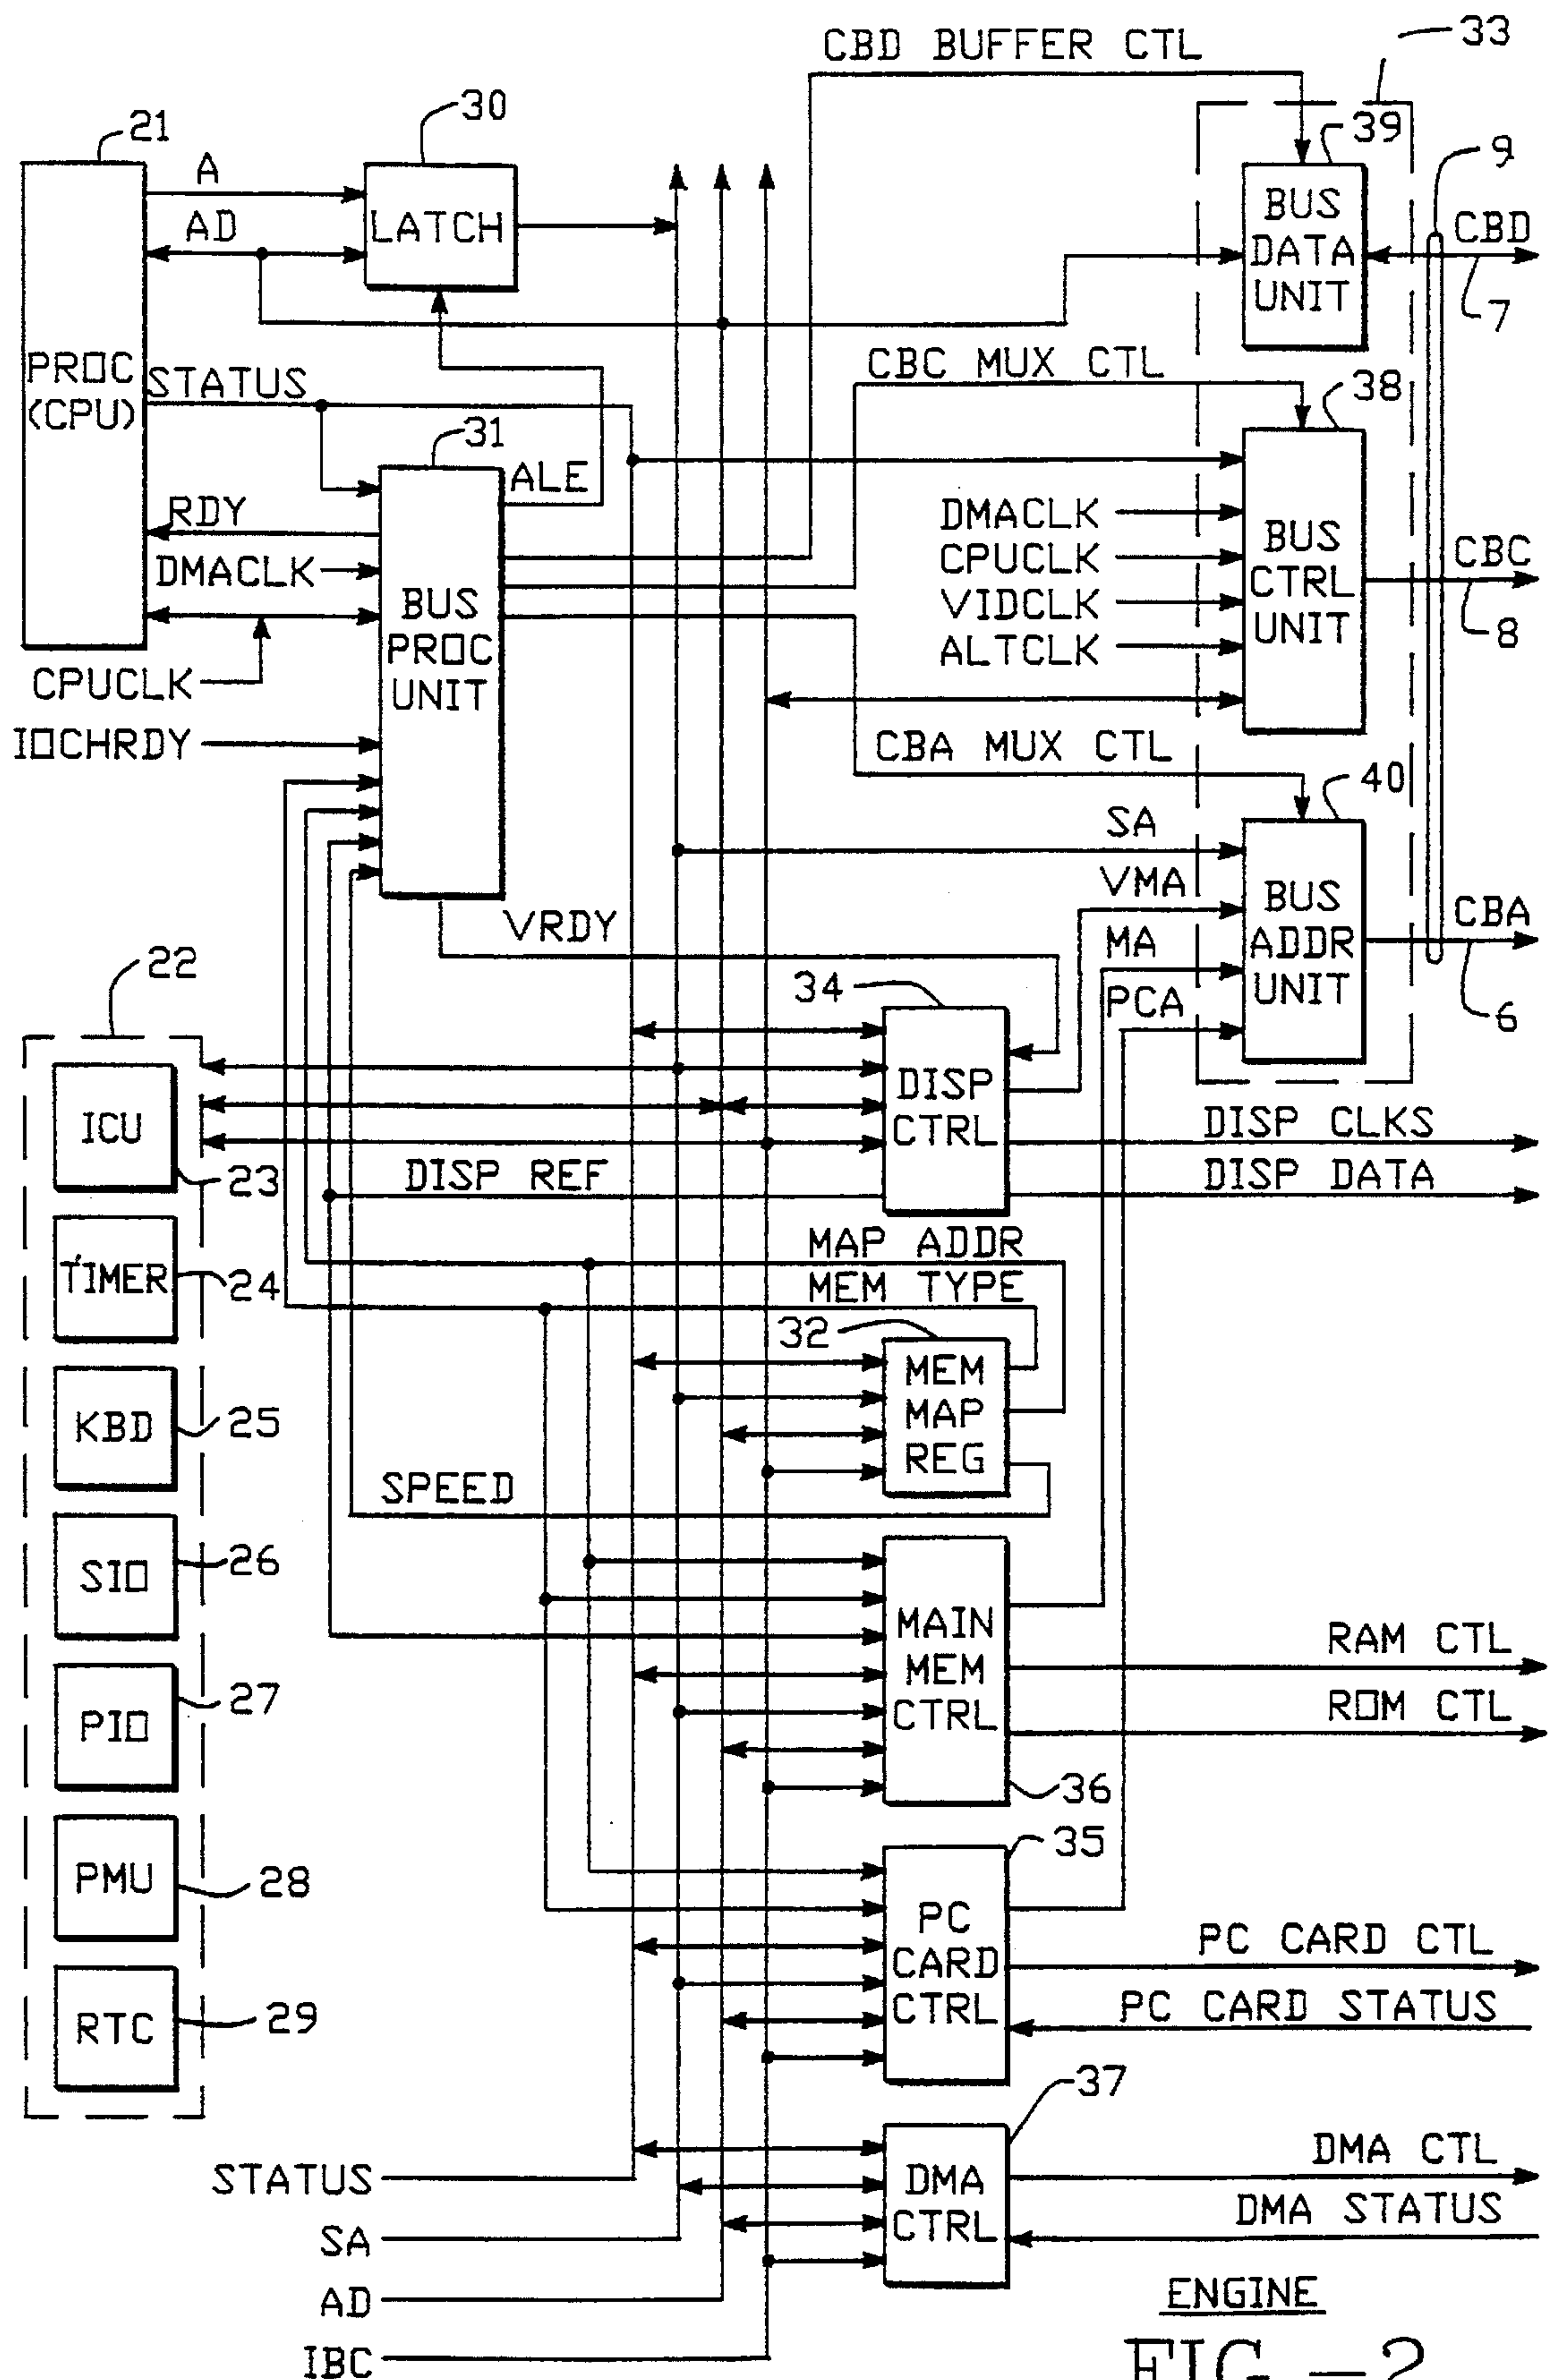 CBD BUFFER CTL
33
21
30
39
9
A
AD
LATCH
BUS
DATA
UNIT
CBD
7
PROC
(CPU)
STATUS
CBC MUX CTL
38
31
ALE
RDY
DMACLK
CPUCLK
IOCHRDY
BUS
PROC
UNIT
DMACLK
CPUCLK
VIDCLK
ALTCLK
BUS
CTRL
UNIT
CBC
8
CBA MUX CTL
40
SA
VMA
MA
PCA
BUS
ADDR
UNIT
CBA
6
VRDY
22
34
ICU
23
DISP
CTRL
DISP CLKS
DISP REF
DISP DATA
TIMER
24
MAP ADDR
MEM TYPE
32
KBD
25
MEM
MAP
REG
SPEED
SIO
26
MAIN
MEM
CTRL
RAM CTL
ROM CTL
PIO
27
36
35
PMU
28
PC
CARD
CTRL
PC CARD CTL
PC CARD STATUS
RTC
29
37
STATUS
DMA
CTRL
DMA CTL
DMA STATUS
SA
AD
IBC
ENGINE
FIG-2